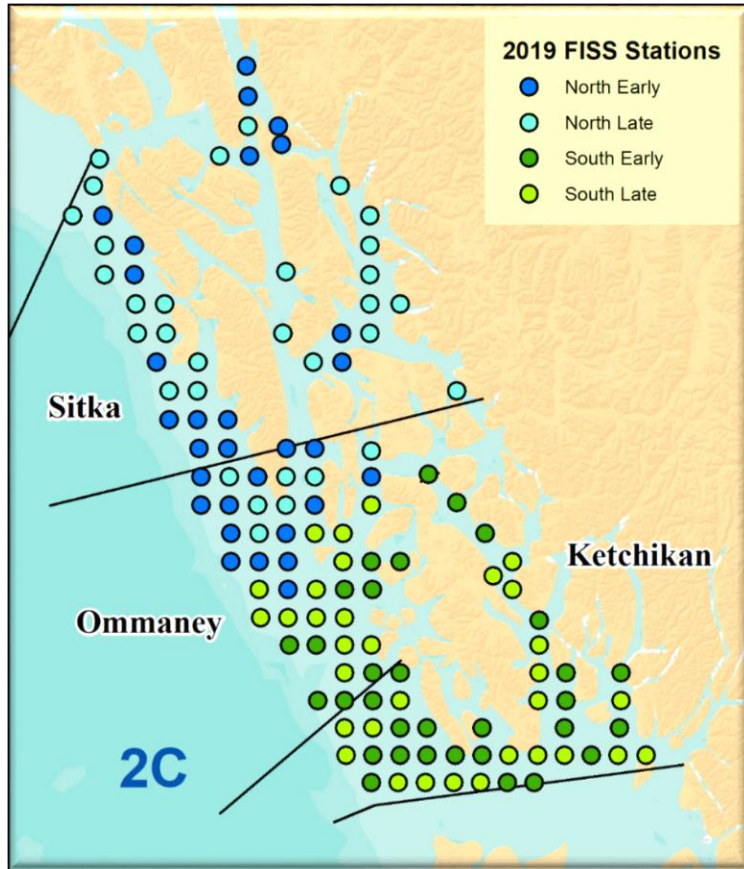 2019 FISS Stations
North Early
North Late
South Early
South Late
Sitka
Ketchikan
Ommaney
2C